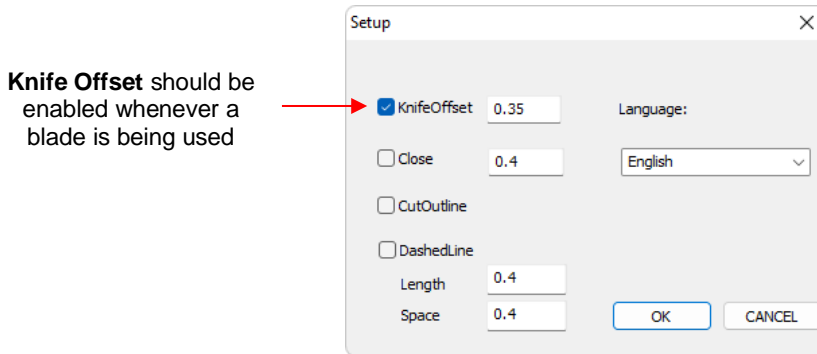 Setup
Knife Offset should be
enabled whenever a
blade is being used
KnifeOffset 0.35 Language:
Close 0.4 English
CutOutline
DashedLine
Length 0.4
Space 0.4 OK CANCEL